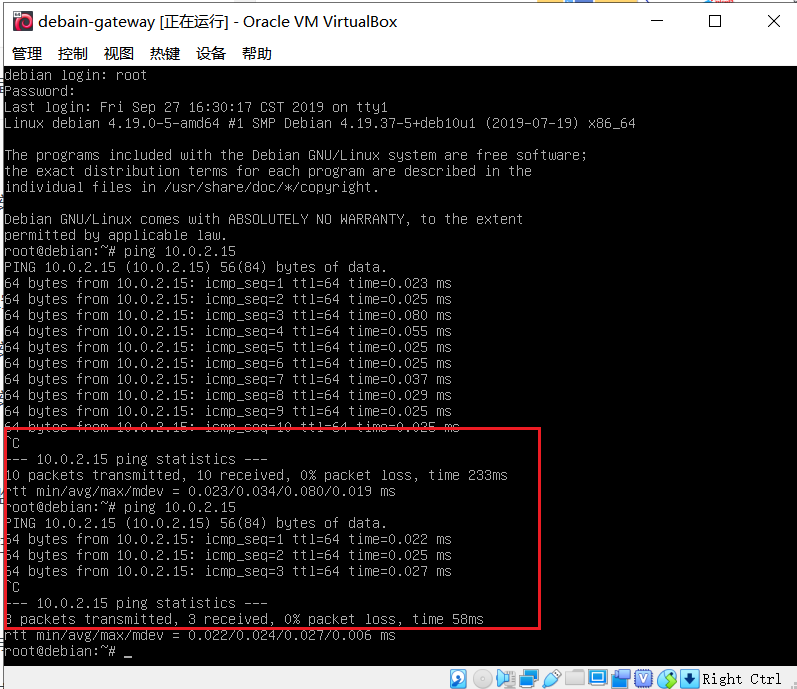 debain-gateway [正在运行] - Oracle VM VirtualBox
管理 控制 视图 热键 设备 帮助
debian login: root
Password:
Last login: Fri Sep 27 16:30:17 CST 2019 on tty1
Linux debian 4.19.0-5-amd64 #1 SMP Debian 4.19.37-5+deb10u1 (2019-07-19) x86_64
The programs included with the Debian GNU/Linux system are free software;
the exact distribution terms for each program are described in the
individual files in /usr/share/doc/*/copyright.
Debian GNU/Linux comes with ABSOLUTELY NO WARRANTY, to the extent
permitted by applicable law.
root@debian:~# ping 10.0.2.15
PING 10.0.2.15 (10.0.2.15) 56(84) bytes of data.
64 bytes from 10.0.2.15: icmp_seq=1 ttl=64 time=0.023 ms
64 bytes from 10.0.2.15: icmp_seq=2 ttl=64 time=0.025 ms
64 bytes from 10.0.2.15: icmp_seq=3 ttl=64 time=0.080 ms
64 bytes from 10.0.2.15: icmp_seq=4 ttl=64 time=0.055 ms
64 bytes from 10.0.2.15: icmp_seq=5 ttl=64 time=0.025 ms
64 bytes from 10.0.2.15: icmp_seq=6 ttl=64 time=0.025 ms
64 bytes from 10.0.2.15: icmp_seq=7 ttl=64 time=0.037 ms
64 bytes from 10.0.2.15: icmp_seq=8 ttl=64 time=0.029 ms
64 bytes from 10.0.2.15: icmp_seq=9 ttl=64 time=0.025 ms
64 bytes from 10.0.2.15: icmp_seq=10 ttl=64 time=0.025 ms
^C
--- 10.0.2.15 ping statistics ---
10 packets transmitted, 10 received, 0% packet loss, time 233ms
rtt min/avg/max/mdev = 0.023/0.034/0.080/0.019 ms
root@debian:~# ping 10.0.2.15
PING 10.0.2.15 (10.0.2.15) 56(84) bytes of data.
64 bytes from 10.0.2.15: icmp_seq=1 ttl=64 time=0.022 ms
64 bytes from 10.0.2.15: icmp_seq=2 ttl=64 time=0.025 ms
64 bytes from 10.0.2.15: icmp_seq=3 ttl=64 time=0.027 ms
^C
--- 10.0.2.15 ping statistics ---
3 packets transmitted, 3 received, 0% packet loss, time 58ms
rtt min/avg/max/mdev = 0.022/0.024/0.027/0.006 ms
root@debian:~# _
Right Ctrl